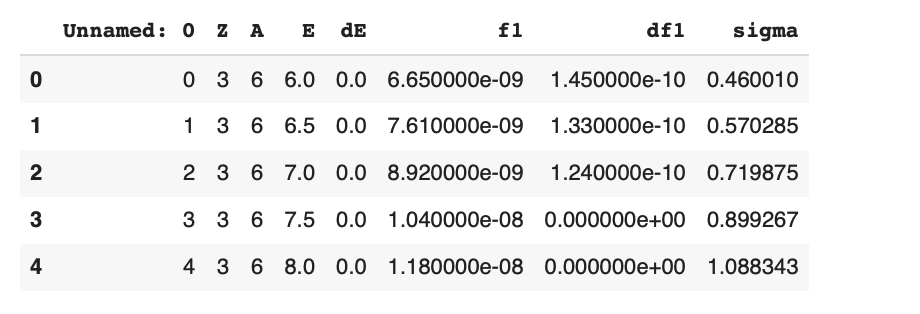 Unnamed: 0 Z A E dE f1 df1 sigma
0 0 3 6 6.0 0.0 6.650000e-09 1.450000e-10 0.460010
1 1 3 6 6.5 0.0 7.610000e-09 1.330000e-10 0.570285
2 2 3 6 7.0 0.0 8.920000e-09 1.240000e-10 0.719875
3 3 3 6 7.5 0.0 1.040000e-08 0.000000e+00 0.899267
4 4 3 6 8.0 0.0 1.180000e-08 0.000000e+00 1.088343